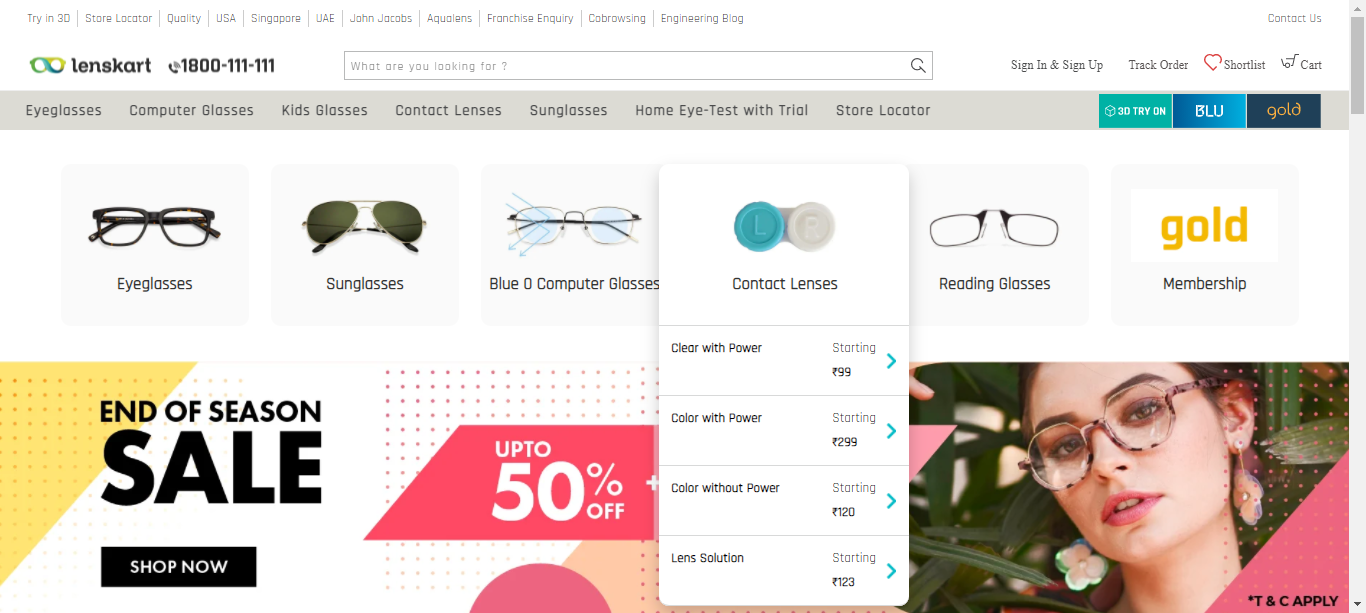 Try in 3D Store Locator Quality USA Singapore UAE John Jacobs Aqualens Franchise Enquiry Cobrowsing Engineering Blog Contact Us
lenskart 1800-111-111 What are you looking for ? Sign In & Sign Up Track Order Shortlist Cart
Eyeglasses Computer Glasses Kids Glasses Contact Lenses Sunglasses Home Eye-Test with Trial Store Locator 3D TRY ON BLU gold
L R
gold
Eyeglasses Sunglasses Blue 0 Computer Glasses Contact Lenses Reading Glasses Membership
Clear with Power Starting
₹99
Color with Power Starting
₹299
Color without Power Starting
₹120
Lens Solution Starting
₹123
END OF SEASON
SALE
SHOP NOW
UPTO
50% OFF
+
*T & C APPLY